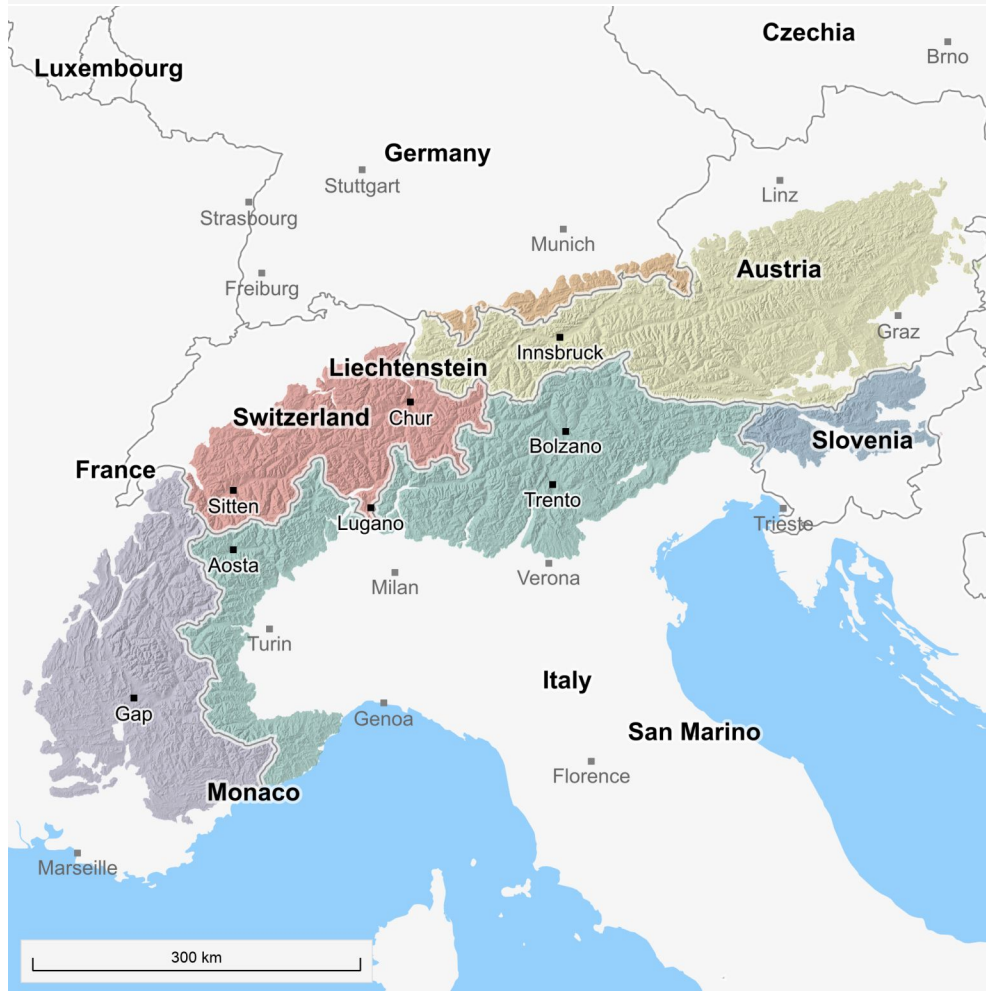 Czechia
Brno
Luxembourg
Germany
Stuttgart
Linz
Strasbourg
Munich
Austria
Freiburg
Graz
Innsbruck
Liechtenstein
Switzerland
Chur
Slovenia
Bolzano
France
Trento
Sitten
Lugano
Trieste
Aosta
Milan
Verona
Turin
Italy
Gap
Genoa
San Marino
Florence
Monaco
Marseille
300 km